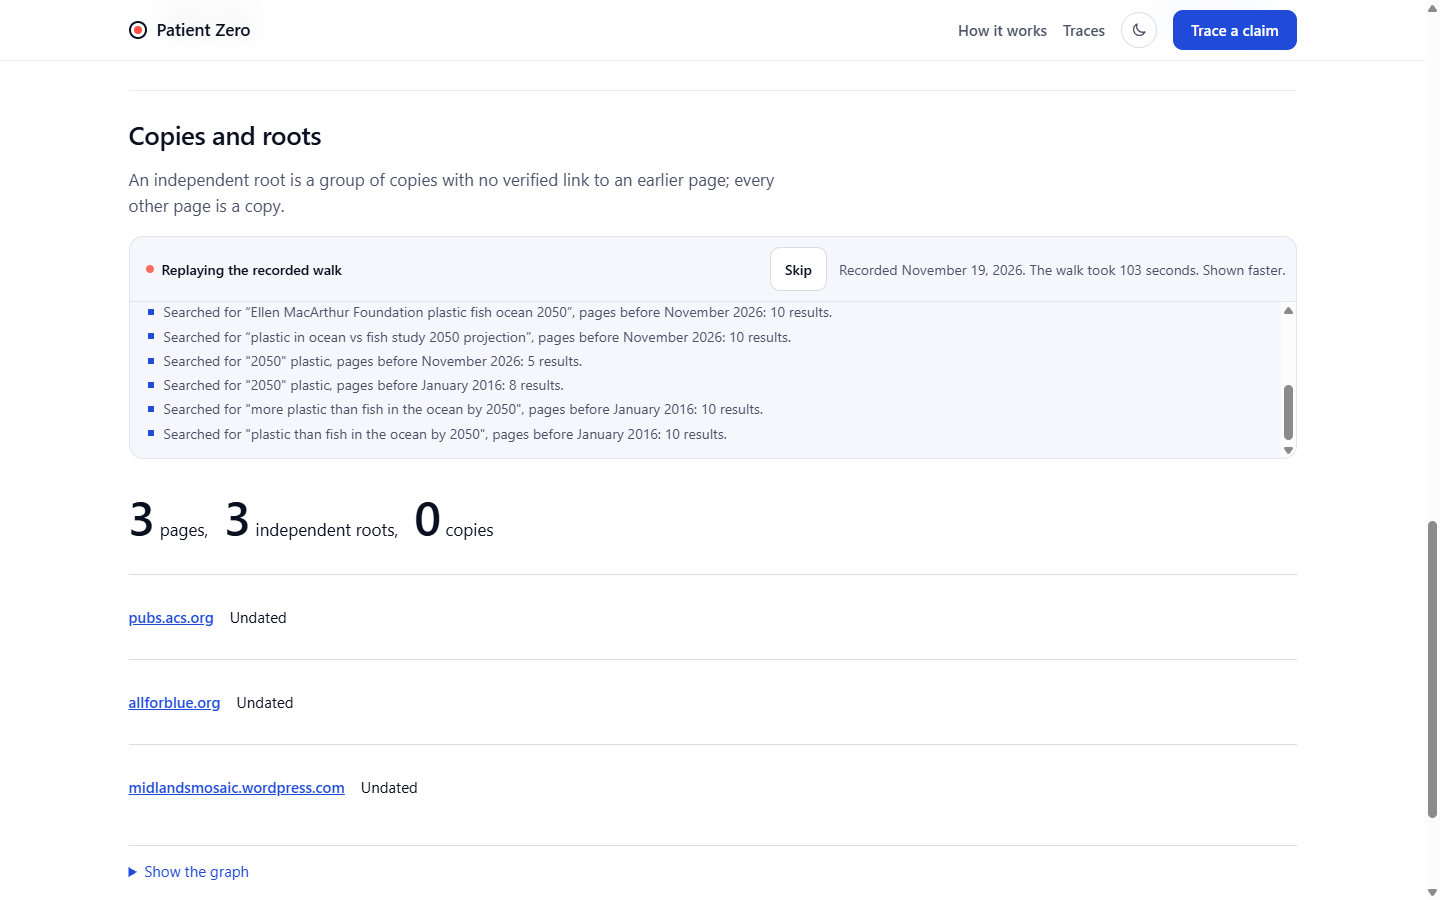 Patient Zero
How it works
Traces
Trace a claim
Copies and roots
An independent root is a group of copies with no verified link to an earlier page; every
other page is a copy.
Replaying the recorded walk
Skip
Recorded November 19, 2026. The walk took 103 seconds. Shown faster.
Searched for “Ellen MacArthur Foundation plastic fish ocean 2050”, pages before November 2026: 10 results.
Searched for “plastic in ocean vs fish study 2050 projection”, pages before November 2026: 10 results.
Searched for "2050" plastic, pages before November 2026: 5 results.
Searched for "2050" plastic, pages before January 2016: 8 results.
Searched for "more plastic than fish in the ocean by 2050", pages before January 2016: 10 results.
Searched for "plastic than fish in the ocean by 2050", pages before January 2016: 10 results.
3 pages, 3 independent roots, 0 copies
pubs.acs.org Undated
allforblue.org Undated
midlandsmosaic.wordpress.com Undated
Show the graph